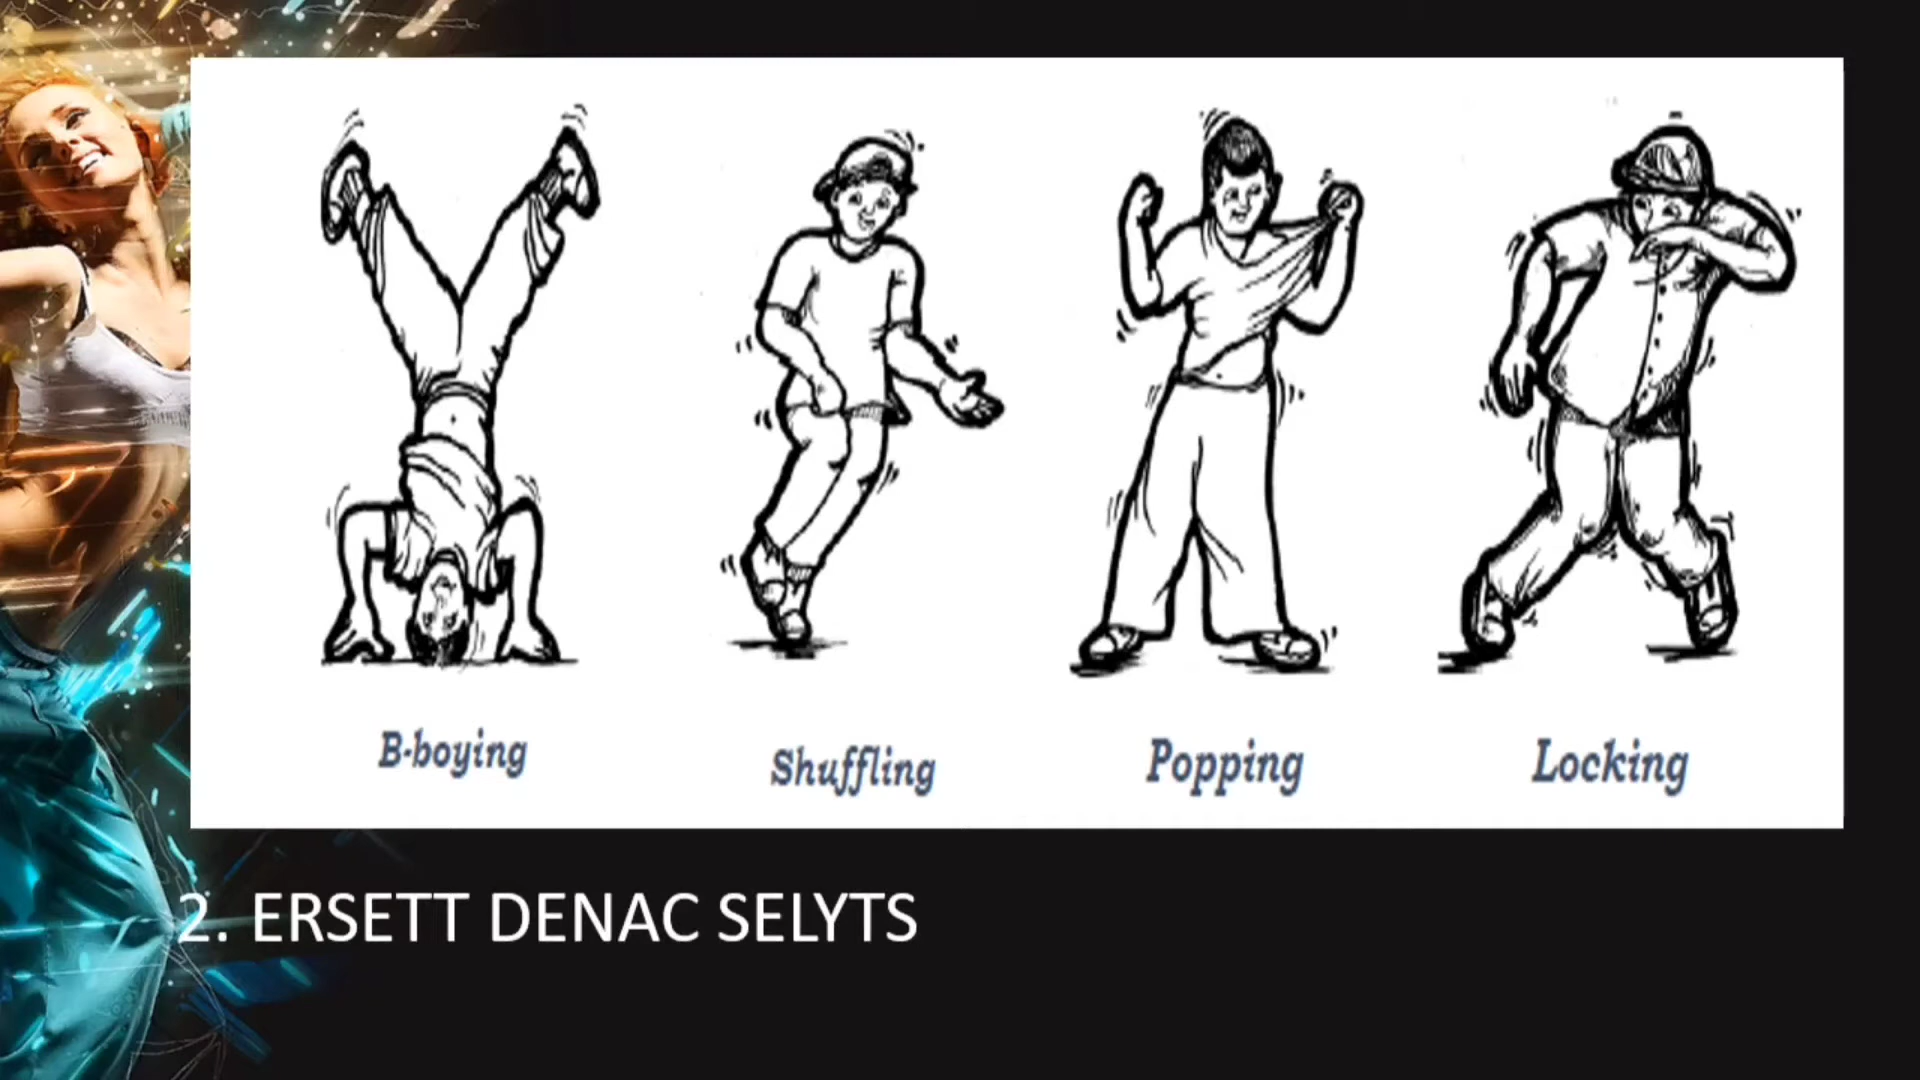 B-boying
Shuffling
Popping
Locking
2. ERSETT DENAC SELYTS